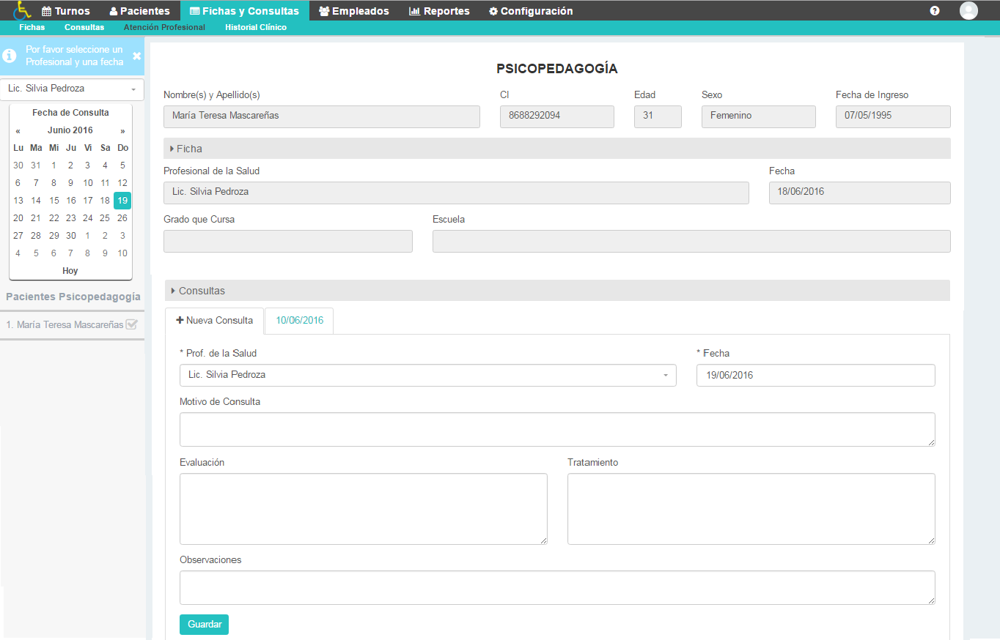 Turnos Pacientes Fichas y Consultas Empleados Reportes Configuración ?
Fichas Consultas Atención Profesional Historial Clínico
Por favor seleccione un
Profesional y una fecha
Lic. Silvia Pedroza
Fecha de Consulta
« Junio 2016 »
Lu Ma Mi Ju Vi Sa Do
30 31 1 2 3 4 5
6 7 8 9 10 11 12
13 14 15 16 17 18 19
20 21 22 23 24 25 26
27 28 29 30 1 2 3
4 5 6 7 8 9 10
Hoy
Pacientes Psicopedagogía
1. María Teresa Mascareñas
PSICOPEDAGOGÍA
Nombre(s) y Apellido(s) CI Edad Sexo Fecha de Ingreso
María Teresa Mascareñas 8688292094 31 Femenino 07/05/1995
Ficha
Profesional de la Salud Fecha
Lic. Silvia Pedroza 18/06/2016
Grado que Cursa Escuela
Consultas
Nueva Consulta 10/06/2016
* Prof. de la Salud * Fecha
Lic. Silvia Pedroza 19/06/2016
Motivo de Consulta
Evaluación Tratamiento
Observaciones
Guardar